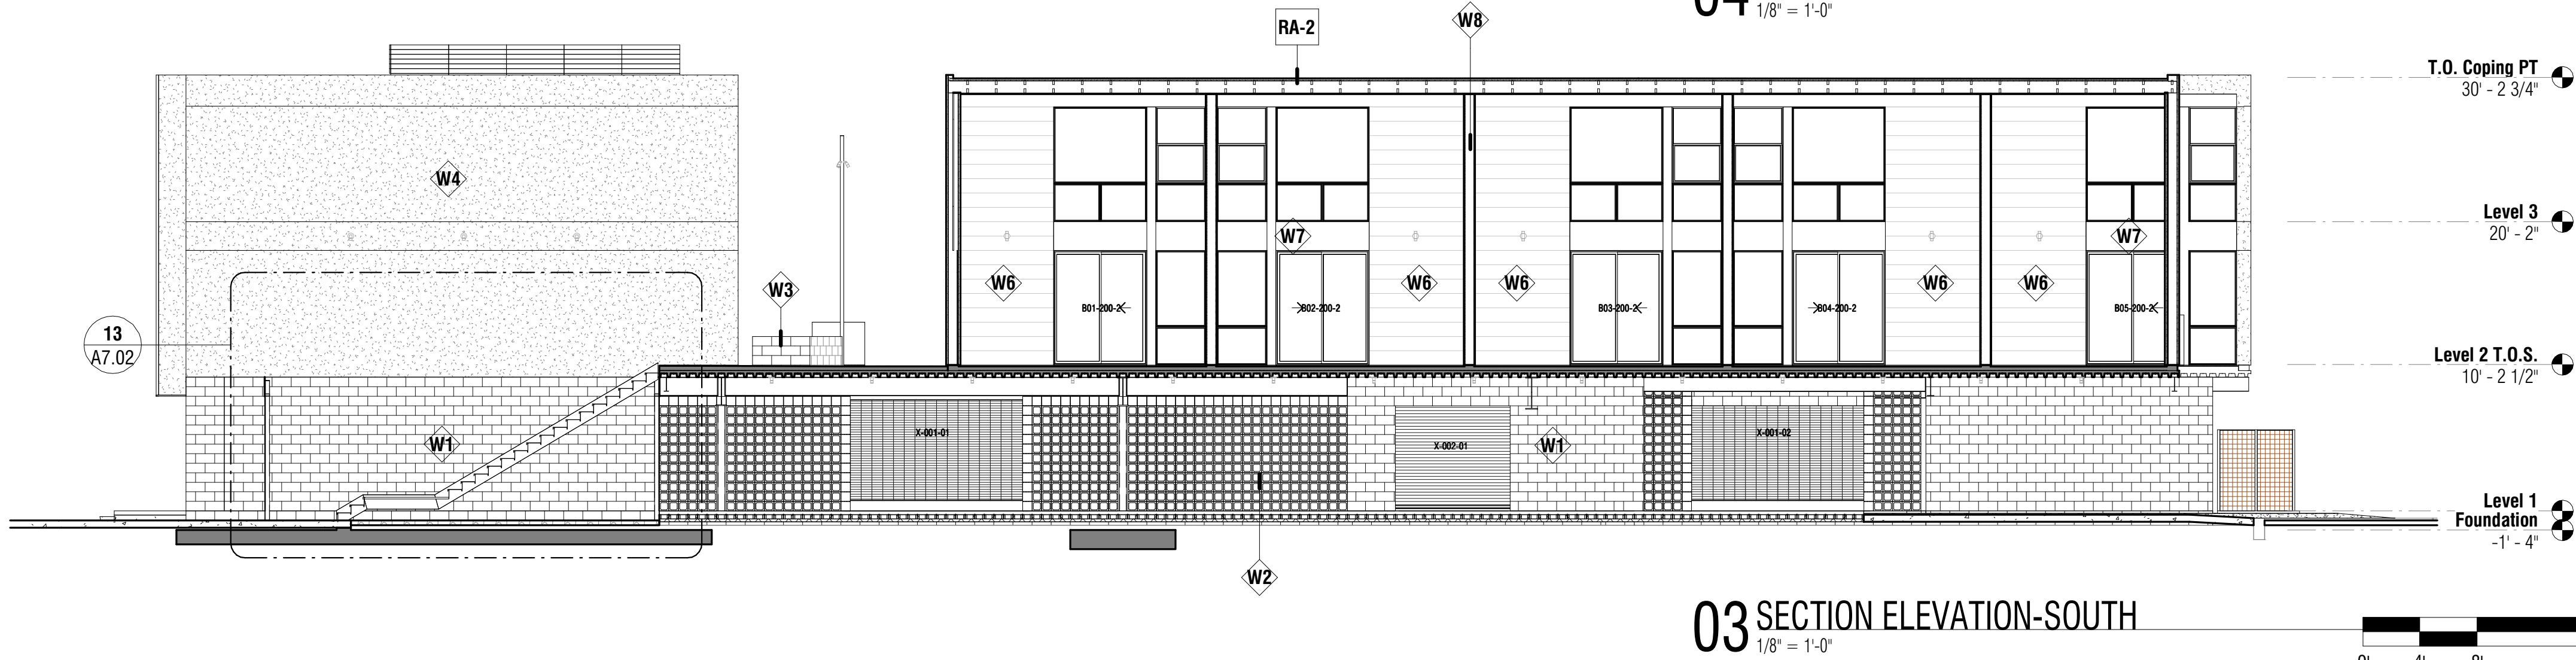 04
1/8" = 1'-0"
RA-2
W8
T.O. Coping PT
30' - 2 3/4"
W4
Level 3
20' - 2"
W7
W7
W3
W6
W6
W6
W6
W6
B01-200-2
B02-200-2
B03-200-2
B04-200-2
B05-200-2
13
A7.02
Level 2 T.O.S.
10' - 2 1/2"
X-001-01
X-002-01
X-001-02
W1
W1
Level 1
Foundation
-1' - 4"
W2
03 SECTION ELEVATION-SOUTH
1/8" = 1'-0"